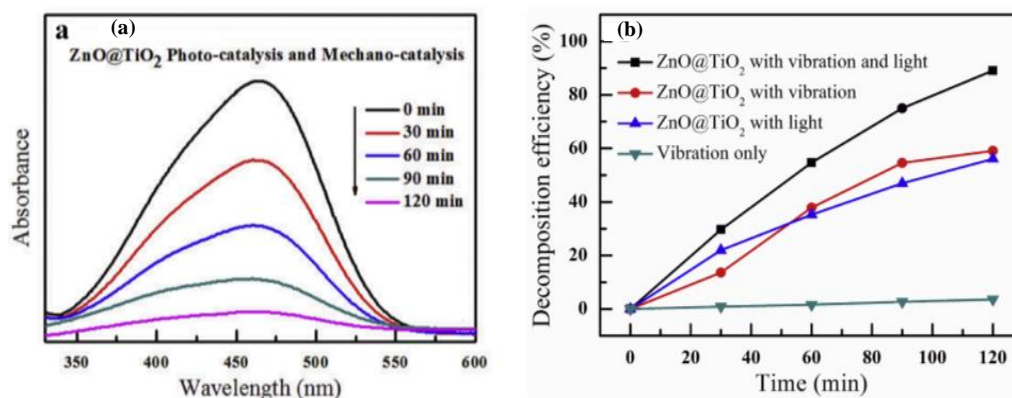 a (a)
ZnO@TiO₂ Photo-catalysis and Mechano-catalysis
0 min
30 min
60 min
90 min
120 min
Absorbance
350 400 450 500 550 600
Wavelength (nm)
(b)
ZnO@TiO₂ with vibration and light
ZnO@TiO₂ with vibration
ZnO@TiO₂ with light
Vibration only
Decomposition efficiency (%)
100
80
60
40
20
0
0 20 40 60 80 100 120
Time (min)